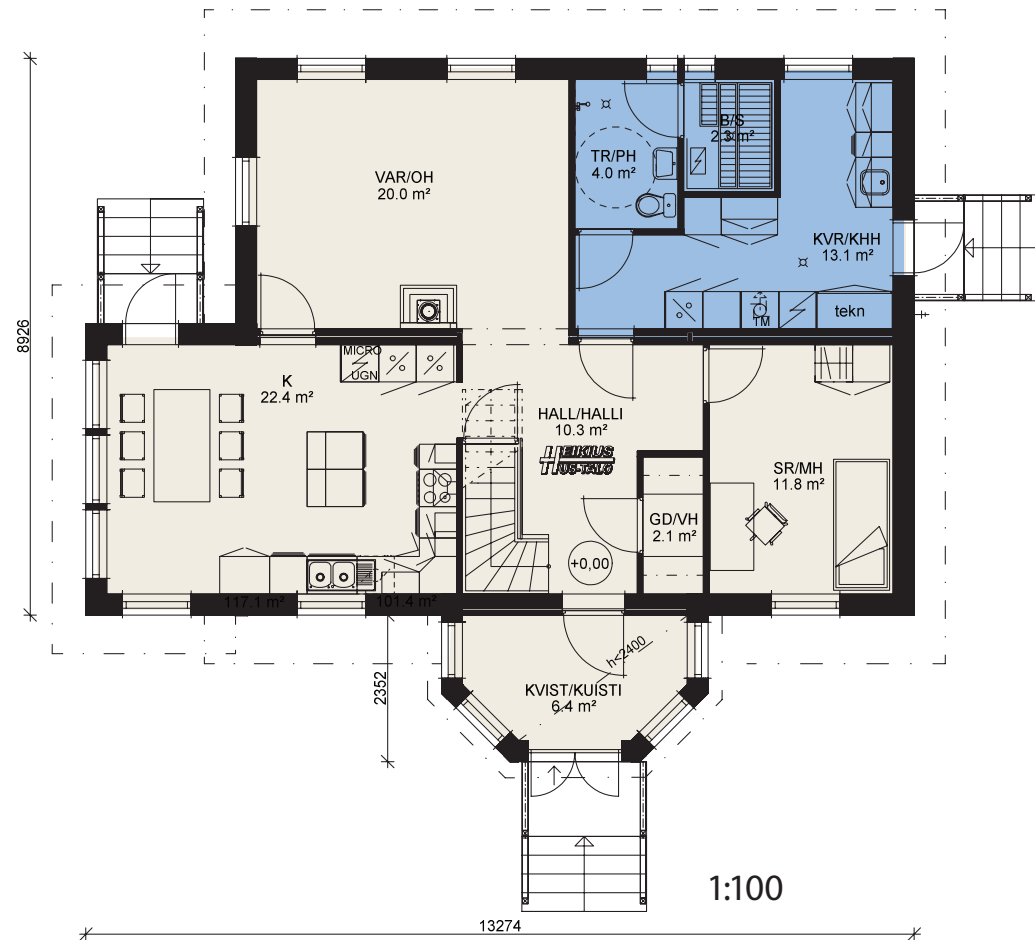 B/S
2.3 m²
VAR/OH
20.0 m²
TR/PH
4.0 m²
KVR/KHH
13.1 m²
TM
tekn
8926
MICRO
UGN
K
22.4 m²
HALL/HALLI
10.3 m²
HEIKIUS
HUS-TALO
SR/MH
11.8 m²
GD/VH
2.1 m²
+0,00
117.1 m²
101.4 m²
h<2400
2352
KVIST/KUISTI
6.4 m²
1:100
13274